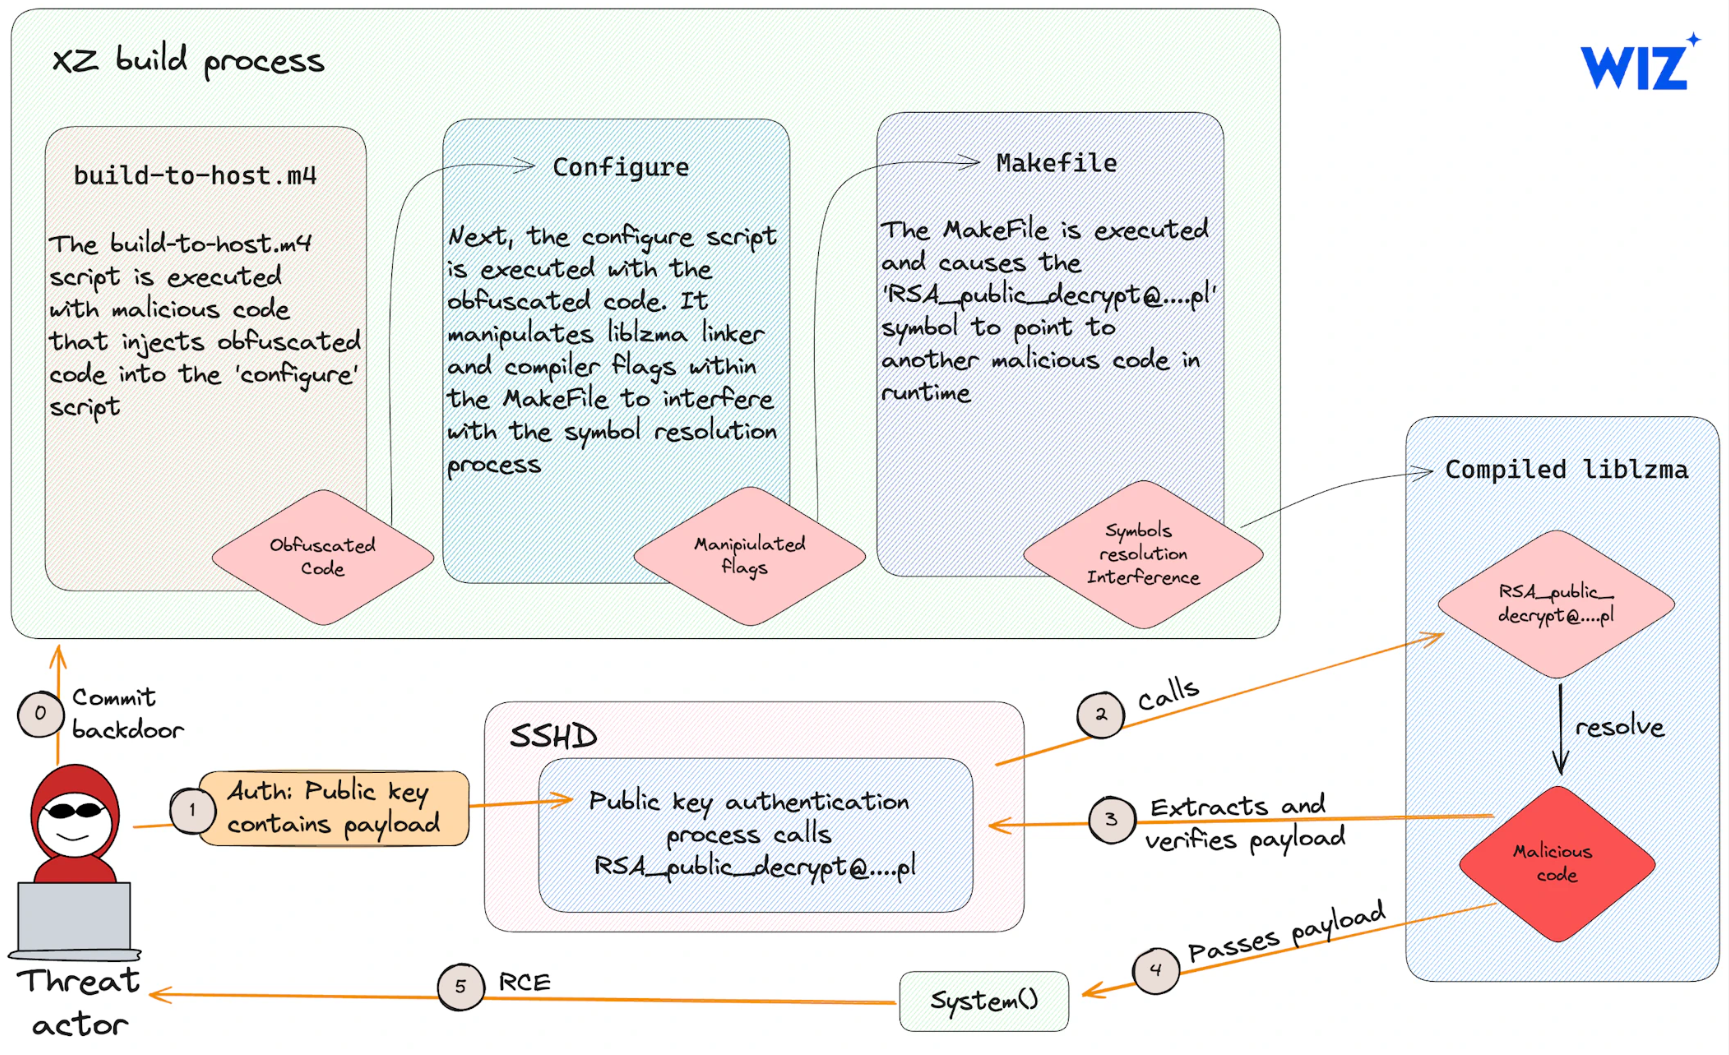 XZ build process
WIZ
build-to-host.m4
The build-to-host.m4
script is executed
with malicious code
that injects obfuscated
code into the 'configure'
script
Obfuscated
Code
Configure
Next, the configure script
is executed with the
obfuscated code. It
manipulates liblzma linker
and compiler flags within
the MakeFile to interfere
with the symbol resolution
process
Manipiulated
flags
Makefile
The MakeFile is executed
and causes the
'RSA_public_decrypt@....pl'
symbol to point to
another malicious code in
runtime
Symbols
resolution
Interference
Compiled liblzma
RSA_public_
decrypt@....pl
resolve
Malicious
code
0
Commit
backdoor
Threat
actor
1
Auth: Public key
contains payload
SSHD
Public key authentication
process calls
RSA_public_decrypt@....pl
2
calls
3
Extracts and
verifies payload
4
Passes payload
System()
5
RCE